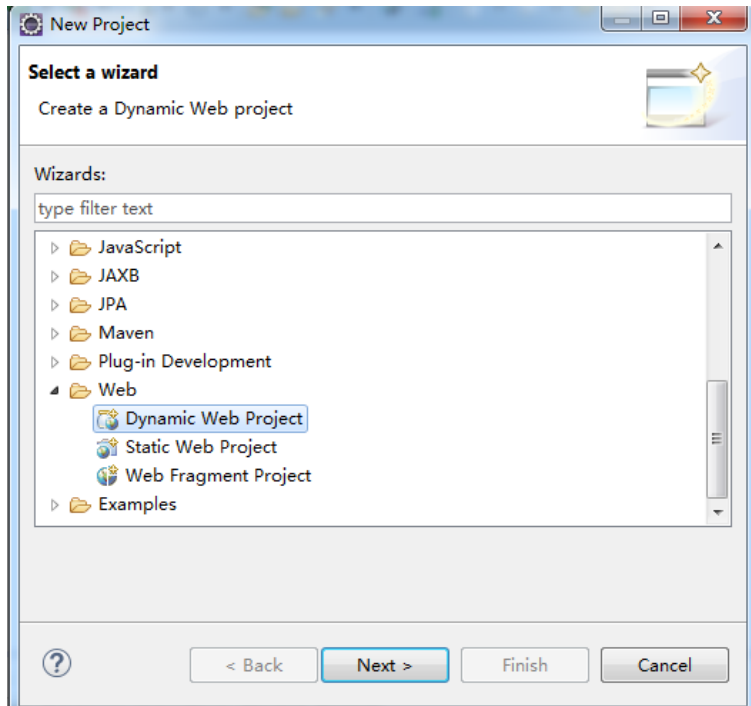 New Project
Select a wizard
Create a Dynamic Web project
Wizards:
type filter text
JavaScript
JAXB
JPA
Maven
Plug-in Development
Web
Dynamic Web Project
Static Web Project
Web Fragment Project
Examples
?
< Back Next > Finish Cancel